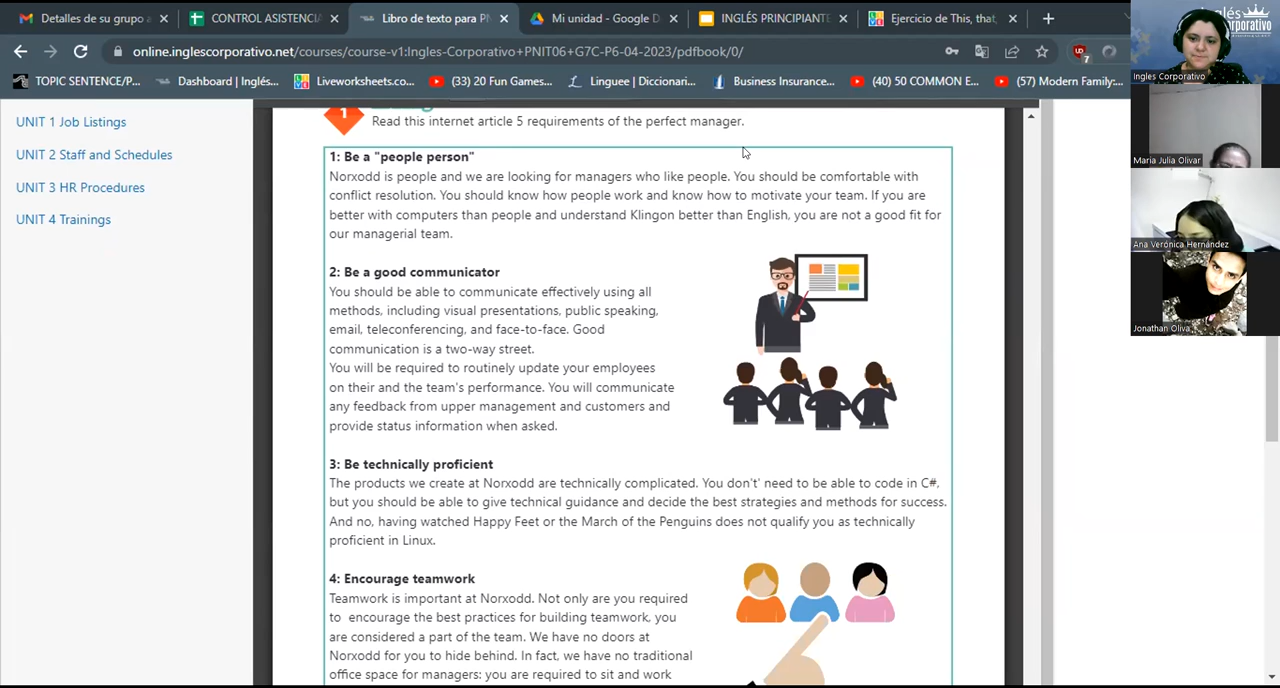 Detalles de su grupo a
CONTROL ASISTENCIA
Libro de texto para PN
Mi unidad - Google D
INGLÉS PRINCIPIANTE
Ejercicio de This, that,
online.inglescorporativo.net/courses/course-v1:Ingles-Corporativo+PNIT06+G7C-P6-04-2023/pdfbook/0/
7
TOPIC SENTENCE/P...
Dashboard | Inglés...
Liveworksheets.co...
(33) 20 Fun Games...
Linguee | Diccionari...
Business Insurance...
(40) 50 COMMON E...
(57) Modern Family:...
Ingles Corporativo
Maria Julia Olivar
Ana Verónica Hernández
Jonathan Oliva
UNIT 1 Job Listings
UNIT 2 Staff and Schedules
UNIT 3 HR Procedures
UNIT 4 Trainings
1
Read this internet article 5 requirements of the perfect manager.
1: Be a "people person"
Norxodd is people and we are looking for managers who like people. You should be comfortable with
conflict resolution. You should know how people work and know how to motivate your team. If you are
better with computers than people and understand Klingon better than English, you are not a good fit for
our managerial team.
2: Be a good communicator
You should be able to communicate effectively using all
methods, including visual presentations, public speaking,
email, teleconferencing, and face-to-face. Good
communication is a two-way street.
You will be required to routinely update your employees
on their and the team's performance. You will communicate
any feedback from upper management and customers and
provide status information when asked.
3: Be technically proficient
The products we create at Norxodd are technically complicated. You don't' need to be able to code in C#,
but you should be able to give technical guidance and decide the best strategies and methods for success.
And no, having watched Happy Feet or the March of the Penguins does not qualify you as technically
proficient in Linux.
4: Encourage teamwork
Teamwork is important at Norxodd. Not only are you required
to encourage the best practices for building teamwork, you
are considered a part of the team. We have no doors at
Norxodd for you to hide behind. In fact, we have no traditional
office space for managers: you are required to sit and work